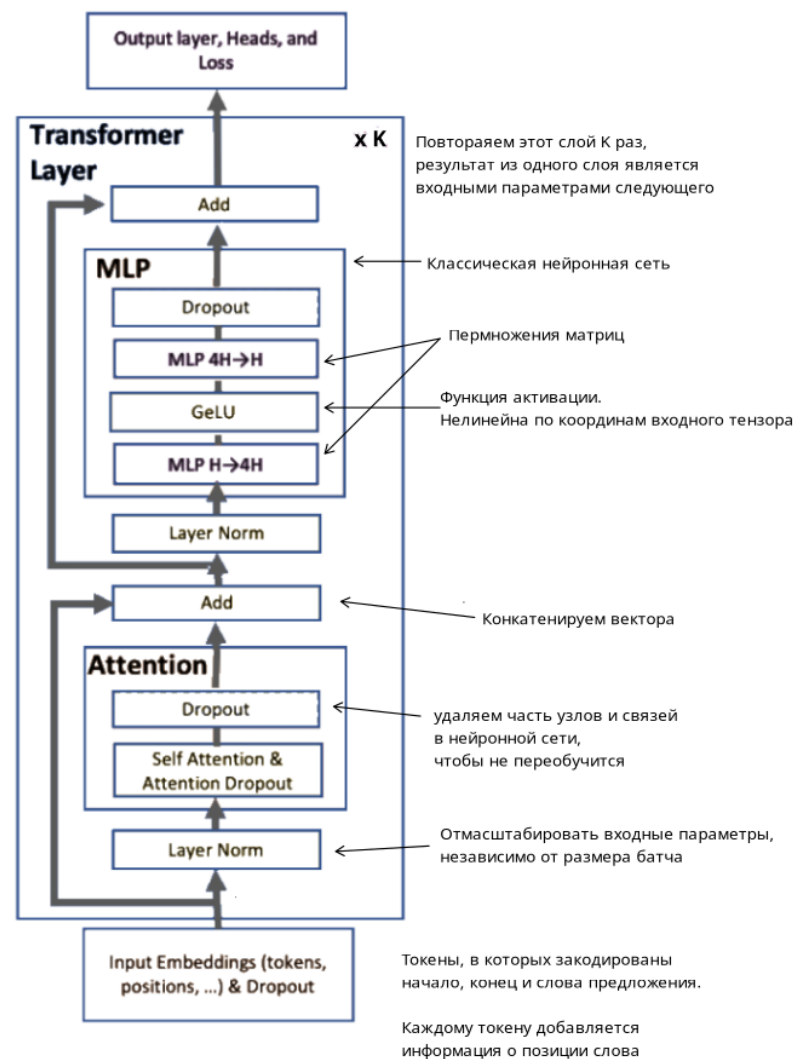 Output layer, Heads, and
Loss
Transformer
Layer
x K
Повтораяем этот слой К раз,
результат из одного слоя является
входными параметрами следующего
Add
MLP
Классическая нейронная сеть
Dropout
Пермножения матриц
MLP 4H→H
Функция активации.
Нелинейна по координам входного тензора
GeLU
MLP H→4H
Layer Norm
Add
Конкатенируем вектора
Attention
Dropout
удаляем часть узлов и связей
в нейронной сети,
чтобы не переобучится
Self Attention &
Attention Dropout
Отмасштабировать входные параметры,
независимо от размера батча
Layer Norm
Input Embeddings (tokens,
positions, ...) & Dropout
Токены, в которых закодированы
начало, конец и слова предложения.
Каждому токену добавляется
информация о позиции слова